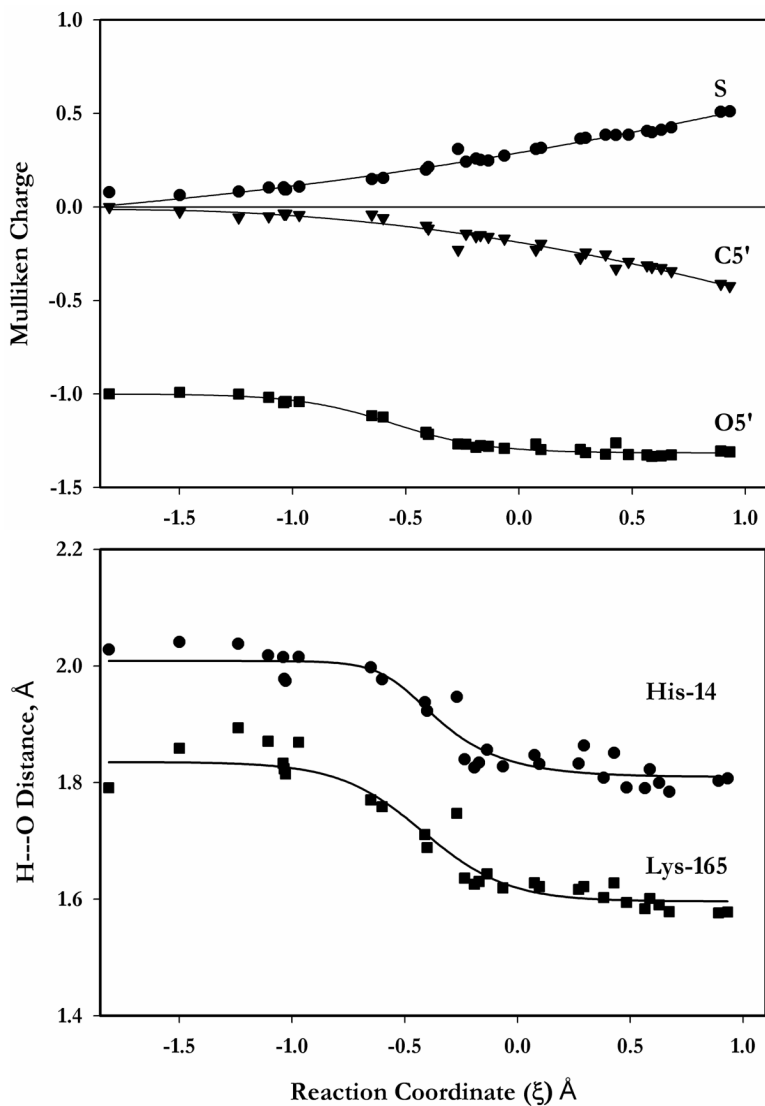 1.0
S
0.5
0.0
C5'
Mulliken Charge
-0.5
-1.0
O5'
-1.5
-1.5 -1.0 -0.5 0.0 0.5 1.0
2.2
2.0
His-14
H---O Distance, Å
1.8
Lys-165
1.6
1.4
-1.5 -1.0 -0.5 0.0 0.5 1.0
Reaction Coordinate (ξ) Å